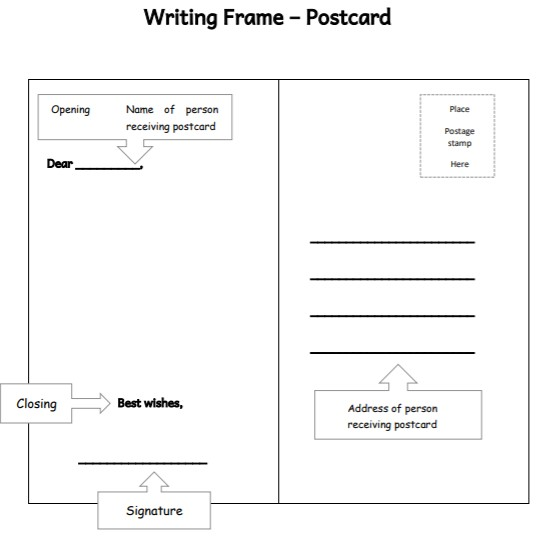 Writing Frame – Postcard
Opening Name of person
receiving postcard
Dear __________,
Place
Postage
stamp
Here
Closing
Best wishes,
Address of person
receiving postcard
Signature